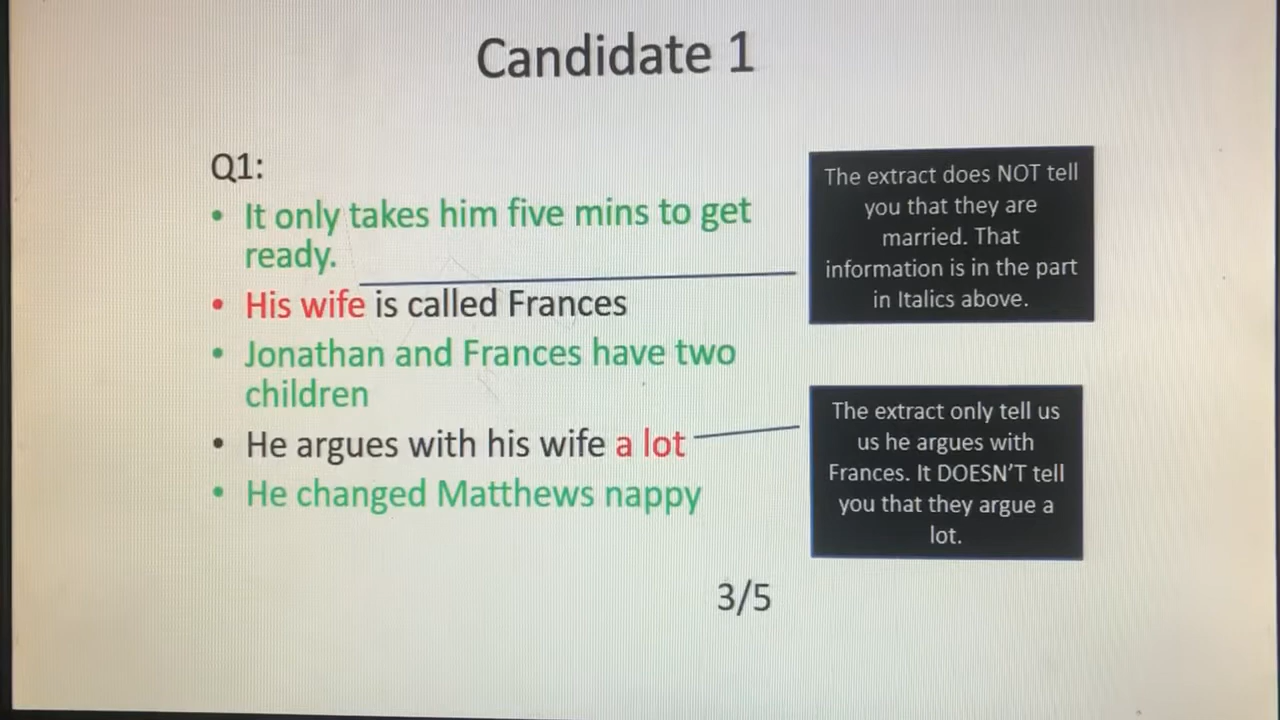 Candidate 1
Q1:
• It only takes him five mins to get
ready.
• His wife is called Frances
• Jonathan and Frances have two
children
• He argues with his wife a lot
• He changed Matthews nappy
3/5
The extract does NOT tell
you that they are
married. That
information is in the part
in Italics above.
The extract only tell us
us he argues with
Frances. It DOESN'T tell
you that they argue a
lot.